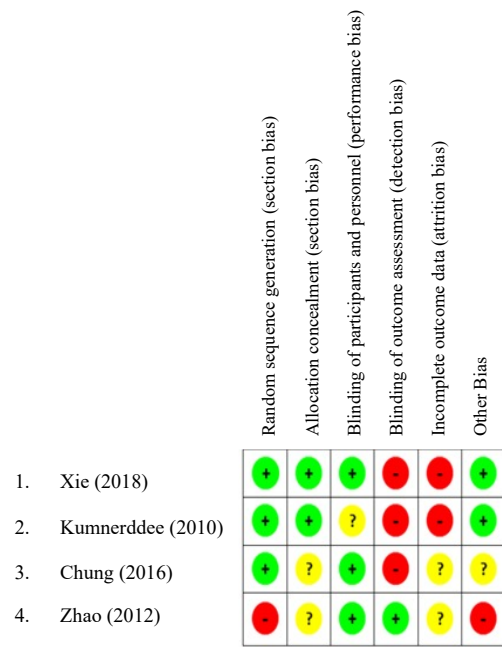 Random sequence generation (section bias)
Allocation concealment (section bias)
Blinding of participants and personnel (performance bias)
Blinding of outcome assessment (detection bias)
Incomplete outcome data (attrition bias)
Other Bias
1. Xie (2018) + + + - - +
2. Kumnerddee (2010) + + ? - - +
3. Chung (2016) + ? + - ? ?
4. Zhao (2012) - ? + + ? -